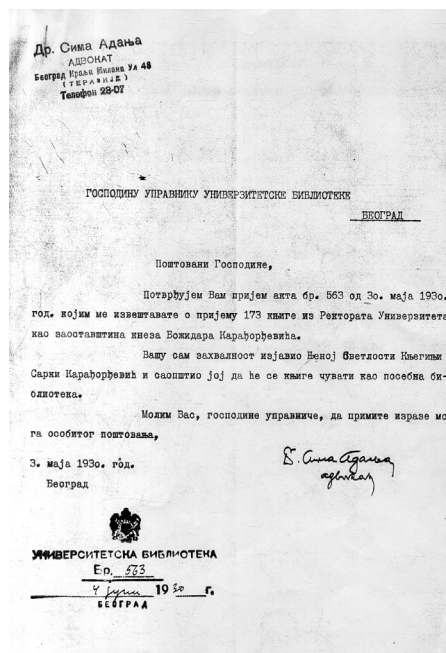 Др. Сима Адања
АДВОКАТ
Београд Краља Милана Ул 48
(ТЕРАЗИЈЕ)
Телефон 28-07
ГОСПОДИНУ УПРАВНИКУ УНИВЕРЗИТЕТСКЕ БИБЛИОТЕКЕ
БЕОГРАД
Поштовани Господине,
Потврђујем Вам пријем акта бр. 563 од 3о. маја 193о.
год. којим ме извештавате о пријему 173 књиге из Ректората Универзитета
као заоставштина кнеза Божидара Карађорђевића.
Вашу сам захвалност изјавио Њеној Светлости Књегињи
Сарки Карађорђевић и саопштио јој да ће се књиге чувати као посебна би-
блиотека.
Молим Вас, господине управниче, да примите изразе мо
га особитог поштовања,
3. маја 193о. год.
Београд
Др. Сима Адања
адвокат
УНИВЕРСИТЕТСКА БИБЛИОТЕКА
Бр. 563
4 јуни 1930 г.
БЕОГРАД